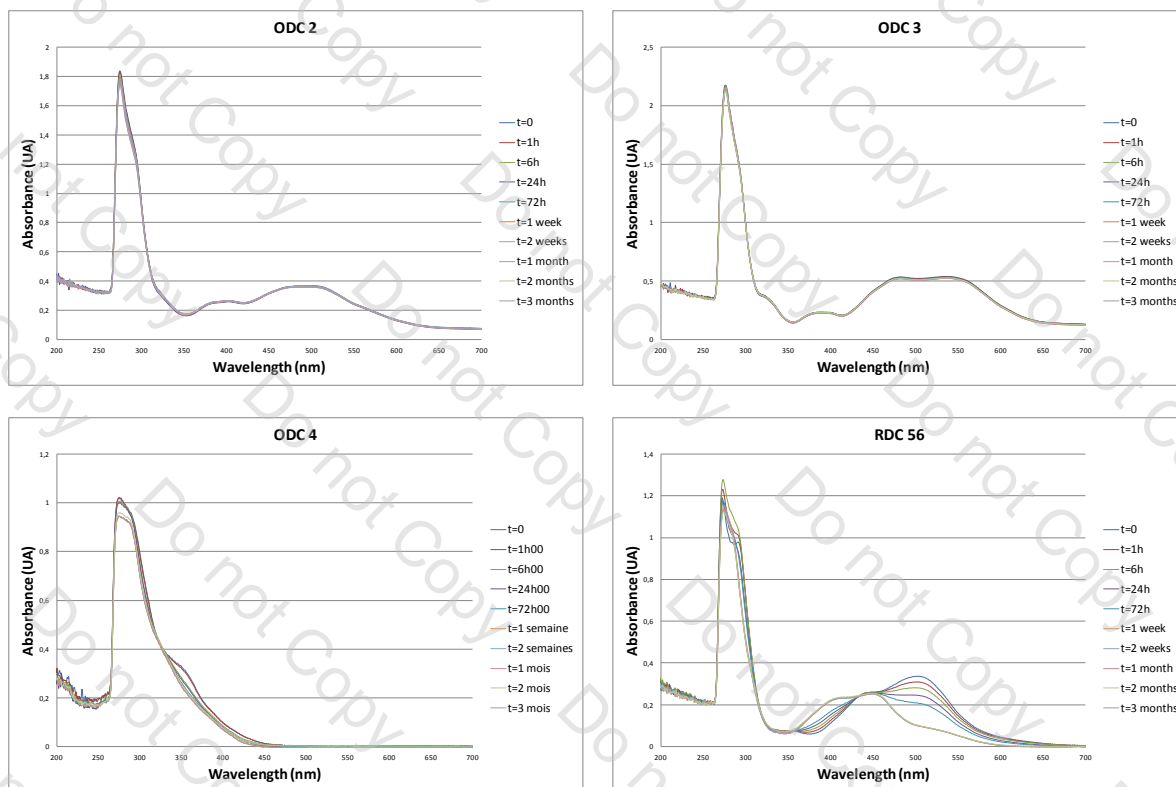 ODC 2
Absorbance (UA)
2
1,8
1,6
1,4
1,2
1
0,8
0,6
0,4
0,2
0
200 250 300 350 400 450 500 550 600 650 700
Wavelength (nm)
t=0
t=1h
t=6h
t=24h
t=72h
t=1 week
t=2 weeks
t=1 month
t=2 months
t=3 months
ODC 3
Absorbance (UA)
2,5
2
1,5
1
0,5
0
200 250 300 350 400 450 500 550 600 650 700
Wavelength (nm)
t=0
t=1h
t=6h
t=24h
t=72h
t=1 week
t=2 weeks
t=1 month
t=2 months
t=3 months
ODC 4
Absorbance (UA)
1,2
1
0,8
0,6
0,4
0,2
0
200 250 300 350 400 450 500 550 600 650 700
Wavelength (nm)
t=0
t=1h00
t=6h00
t=24h00
t=72h00
t=1 semaine
t=2 semaines
t=1 mois
t=2 mois
t=3 mois
RDC 56
Absorbance (UA)
1,4
1,2
1
0,8
0,6
0,4
0,2
0
200 250 300 350 400 450 500 550 600 650 700
Wavelength (nm)
t=0
t=1h
t=6h
t=24h
t=72h
t=1 week
t=2 weeks
t=1 month
t=2 months
t=3 months
Do not Copy